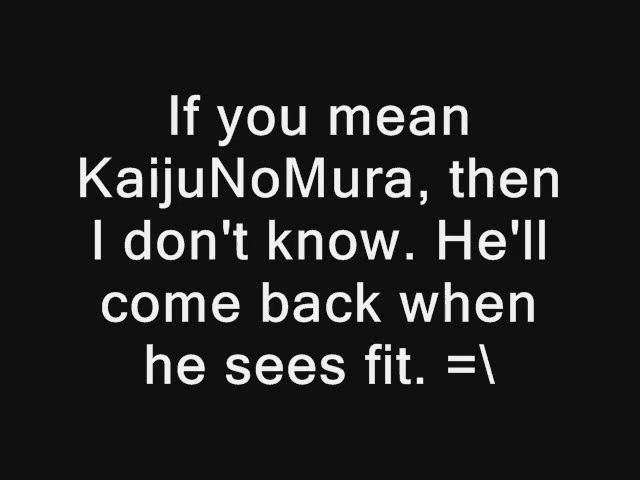 If you mean
KaijuNoMura, then
I don't know. He'll
come back when
he sees fit. =\